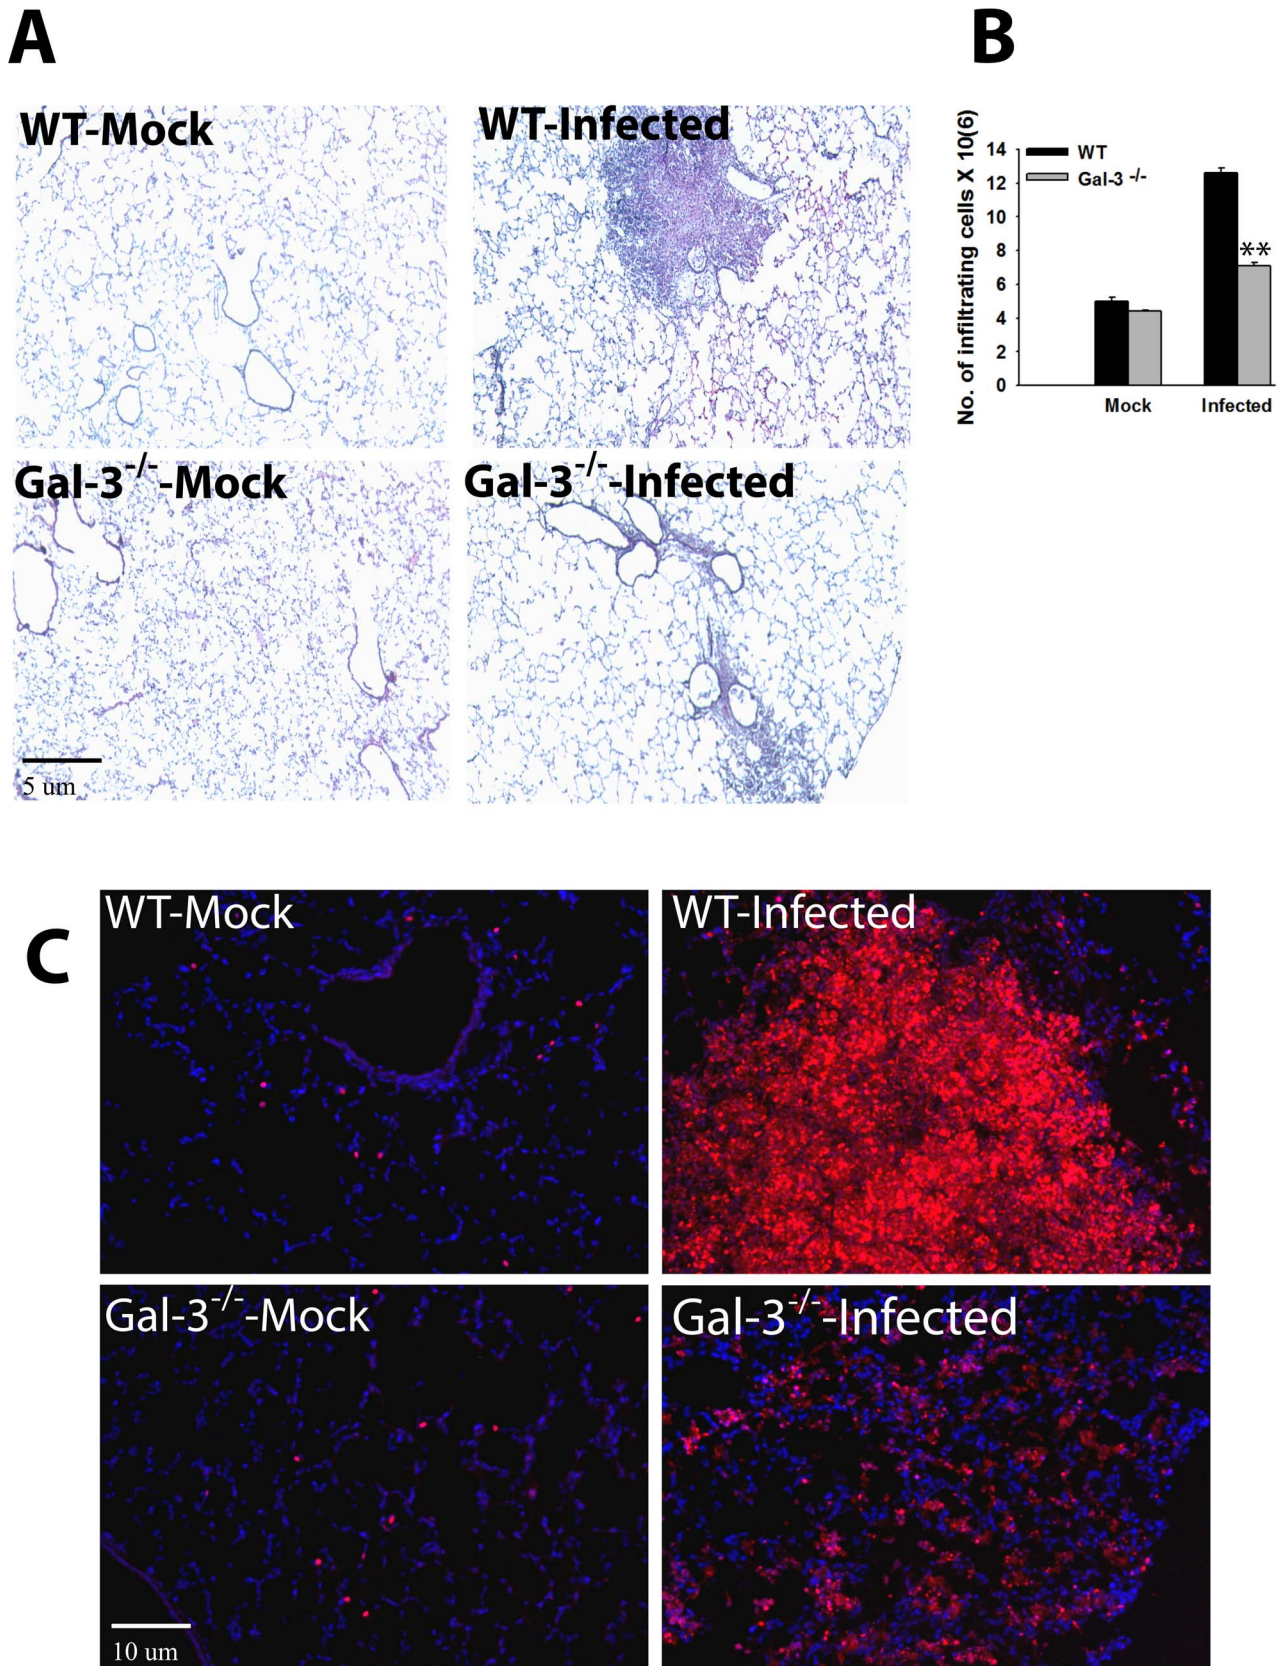 A
B
WT-Mock
WT-Infected
Gal-3-/--Mock
Gal-3-/--Infected
5 um
No. of infiltrating cells X 10(6)
14
12
10
8
6
4
2
0
WT
Gal-3 -/-
**
Mock
Infected
C
WT-Mock
WT-Infected
Gal-3-/--Mock
Gal-3-/--Infected
10 um